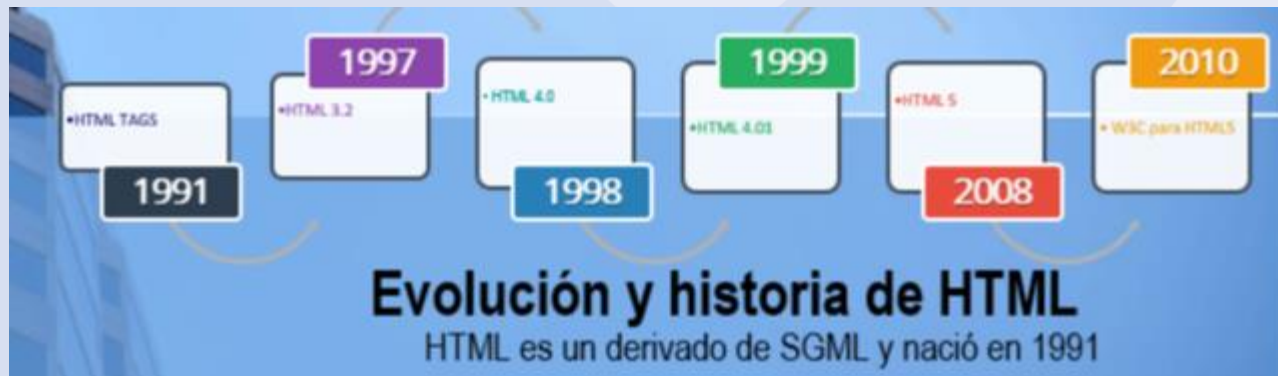 1997
1999
2010
•HTML TAGS
•HTML 3.2
• HTML 4.0
•HTML 4.01
•HTML 5
• W3C para HTML5
1991
1998
2008
Evolución y historia de HTML
HTML es un derivado de SGML y nació en 1991